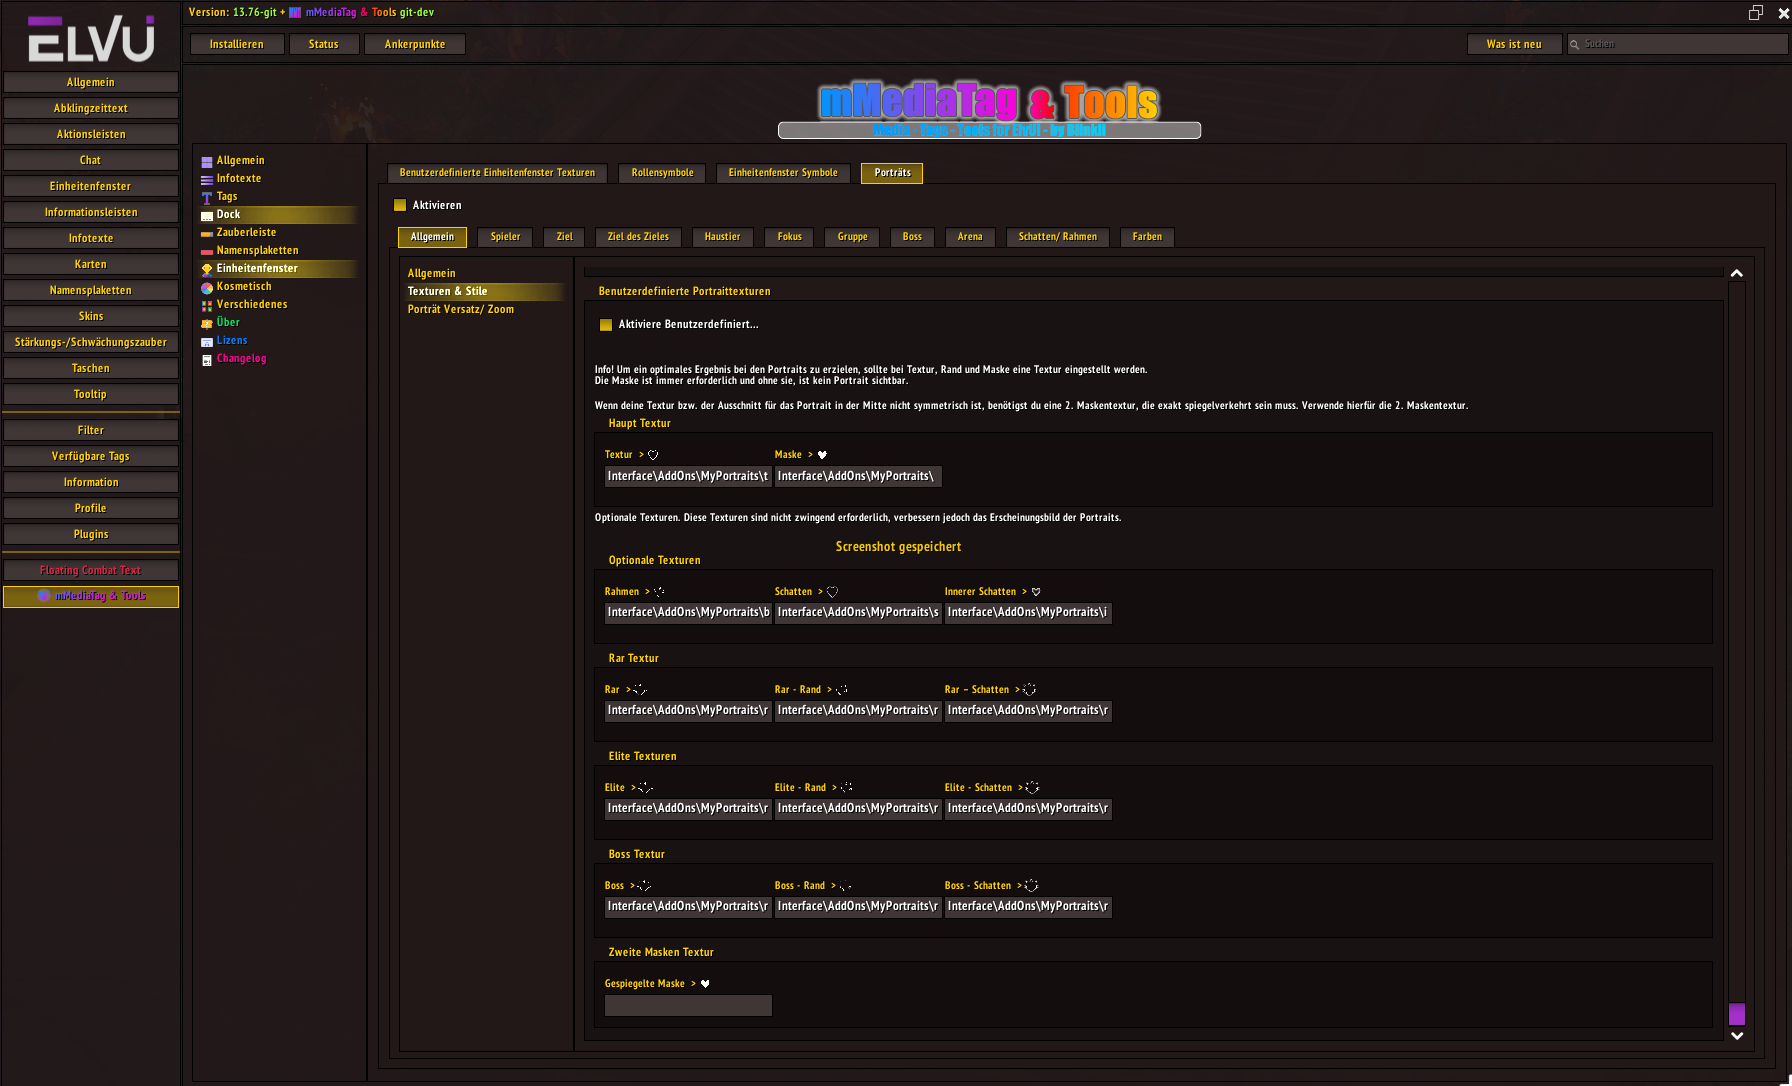 ELVUI
Version: 13.76-git + mMediaTag & Tools git-dev
Installieren
Status
Ankerpunkte
Was ist neu
Suchen
Allgemein
Abklingzeittext
Aktionsleisten
Chat
Einheitenfenster
Informationsleisten
Infotexte
Karten
Namensplaketten
Skins
Stärkungs-/Schwächungszauber
Taschen
Tooltip
Filter
Verfügbare Tags
Information
Profile
Plugins
Floating Combat Text
mMediaTag & Tools
mMediaTag & Tools
Media - Tags - Tools for ElvUI - by Blinkii
Allgemein
Infotexte
Tags
Dock
Zauberleiste
Namensplaketten
Einheitenfenster
Kosmetisch
Verschiedenes
Über
Lizens
Changelog
Benutzerdefinierte Einheitenfenster Texturen
Rollensymbole
Einheitenfenster Symbole
Porträts
Aktivieren
Allgemein
Spieler
Ziel
Ziel des Zieles
Haustier
Fokus
Gruppe
Boss
Arena
Schatten/ Rahmen
Farben
Allgemein
Texturen & Stile
Porträt Versatz/ Zoom
Benutzerdefinierte Portraittexturen
Aktiviere Benutzerdefiniert...
Info! Um ein optimales Ergebnis bei den Portraits zu erzielen, sollte bei Textur, Rand und Maske eine Textur eingestellt werden.
Die Maske ist immer erforderlich und ohne sie, ist kein Portrait sichtbar.
Wenn deine Textur bzw. der Ausschnitt für das Portrait in der Mitte nicht symmetrisch ist, benötigst du eine 2. Maskentextur, die exakt spiegelverkehrt sein muss. Verwende hierfür die 2. Maskentextur.
Haupt Textur
Textur >
Maske >
Interface\AddOns\MyPortraits\t
Interface\AddOns\MyPortraits\
Optionale Texturen. Diese Texturen sind nicht zwingend erforderlich, verbessern jedoch das Erscheinungsbild der Portraits.
Screenshot gespeichert
Optionale Texturen
Rahmen >
Schatten >
Innerer Schatten >
Interface\AddOns\MyPortraits\b
Interface\AddOns\MyPortraits\s
Interface\AddOns\MyPortraits\i
Rar Textur
Rar >
Rar - Rand >
Rar – Schatten >
Interface\AddOns\MyPortraits\r
Interface\AddOns\MyPortraits\r
Interface\AddOns\MyPortraits\r
Elite Texturen
Elite >
Elite - Rand >
Elite - Schatten >
Interface\AddOns\MyPortraits\r
Interface\AddOns\MyPortraits\r
Interface\AddOns\MyPortraits\r
Boss Textur
Boss >
Boss - Rand >
Boss - Schatten >
Interface\AddOns\MyPortraits\r
Interface\AddOns\MyPortraits\r
Interface\AddOns\MyPortraits\r
Zweite Masken Textur
Gespiegelte Maske >